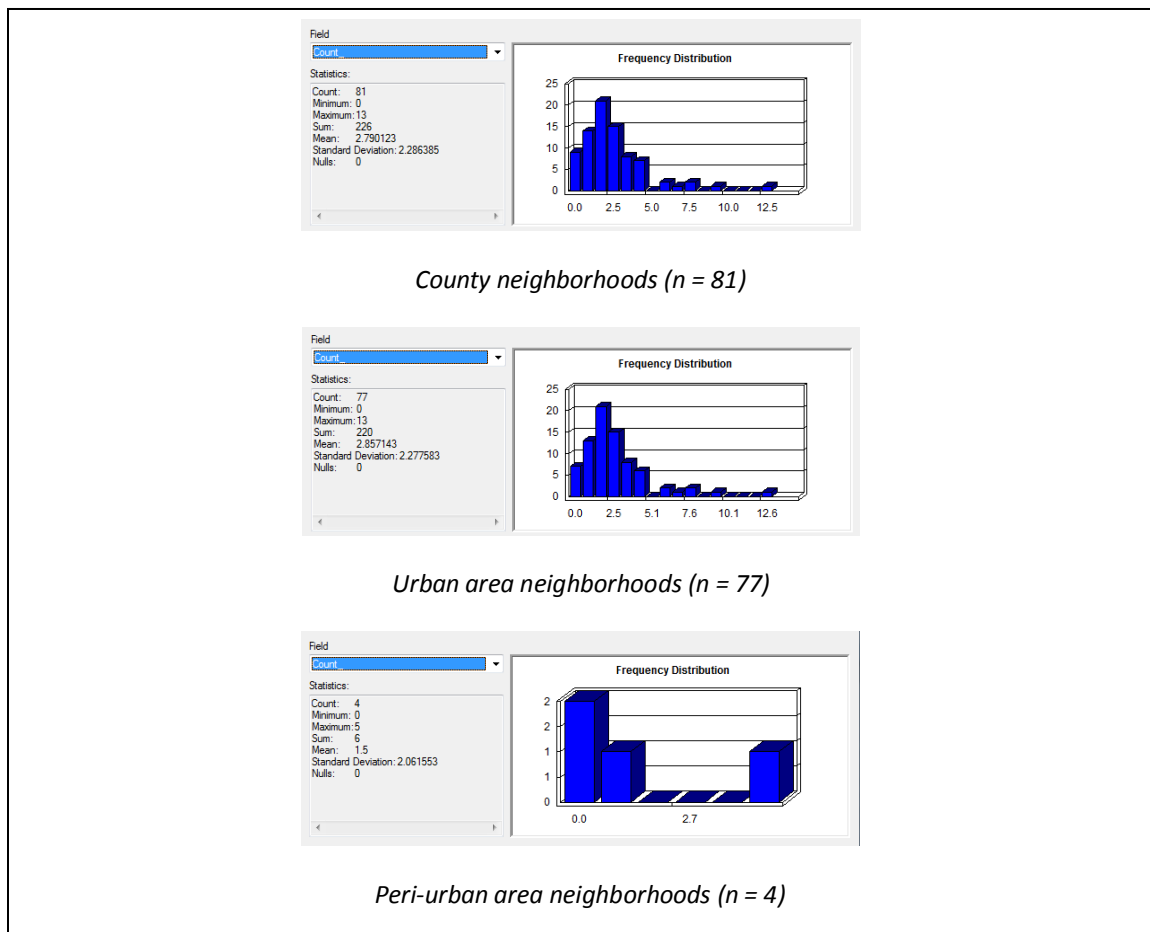 Field
Count_
Statistics:
Count: 81
Minimum: 0
Maximum: 13
Sum: 226
Mean: 2.790123
Standard Deviation: 2.286385
Nulls: 0
Frequency Distribution
25
20
15
10
5
0
0.0 2.5 5.0 7.5 10.0 12.5
County neighborhoods (n = 81)
Field
Count_
Statistics:
Count: 77
Minimum: 0
Maximum: 13
Sum: 220
Mean: 2.857143
Standard Deviation: 2.277583
Nulls: 0
Frequency Distribution
25
20
15
10
5
0
0.0 2.5 5.1 7.6 10.1 12.6
Urban area neighborhoods (n = 77)
Field
Count_
Statistics:
Count: 4
Minimum: 0
Maximum: 5
Sum: 6
Mean: 1.5
Standard Deviation: 2.061553
Nulls: 0
Frequency Distribution
2
2
1
1
0
0.0 2.7
Peri-urban area neighborhoods (n = 4)